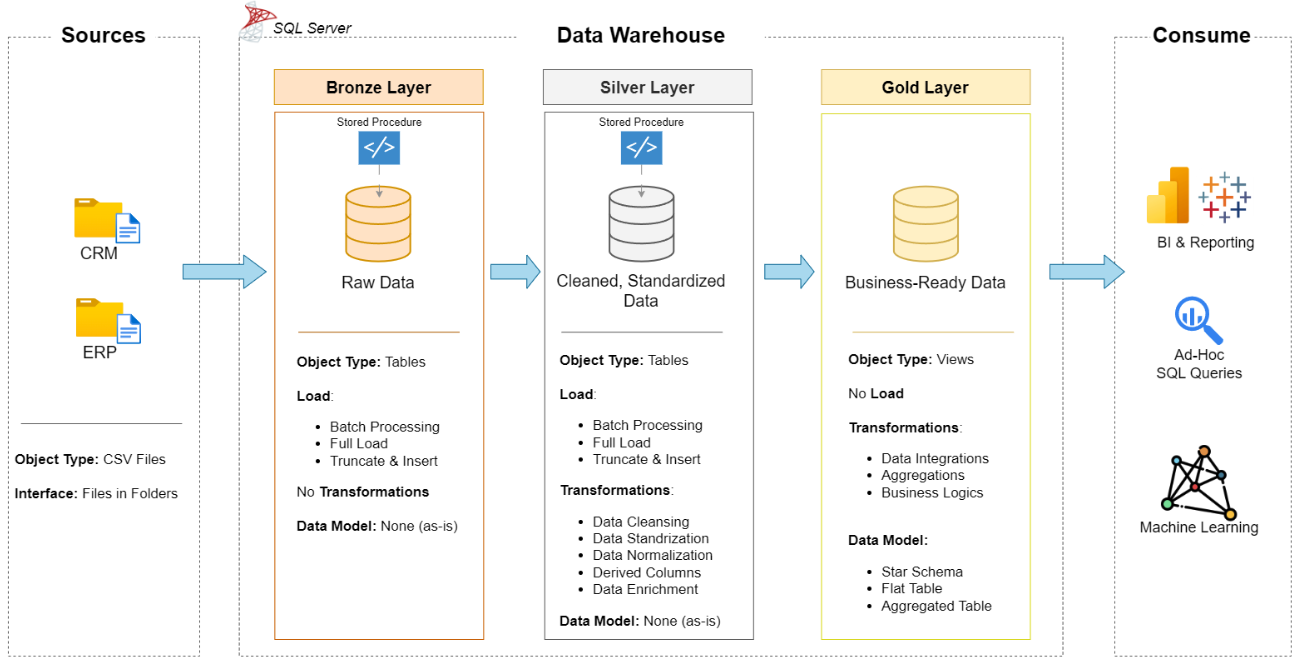 Sources
CRM
ERP
Object Type: CSV Files
Interface: Files in Folders
SQL Server
Data Warehouse
Bronze Layer
Stored Procedure
</>
Raw Data
Object Type: Tables
Load:
Batch Processing
Full Load
Truncate & Insert
No Transformations
Data Model: None (as-is)
Silver Layer
Stored Procedure
</>
Cleaned, Standardized
Data
Object Type: Tables
Load:
Batch Processing
Full Load
Truncate & Insert
Transformations:
Data Cleansing
Data Standrization
Data Normalization
Derived Columns
Data Enrichment
Data Model: None (as-is)
Gold Layer
Business-Ready Data
Object Type: Views
No Load
Transformations:
Data Integrations
Aggregations
Business Logics
Data Model:
Star Schema
Flat Table
Aggregated Table
Consume
BI & Reporting
Ad-Hoc
SQL Queries
Machine Learning